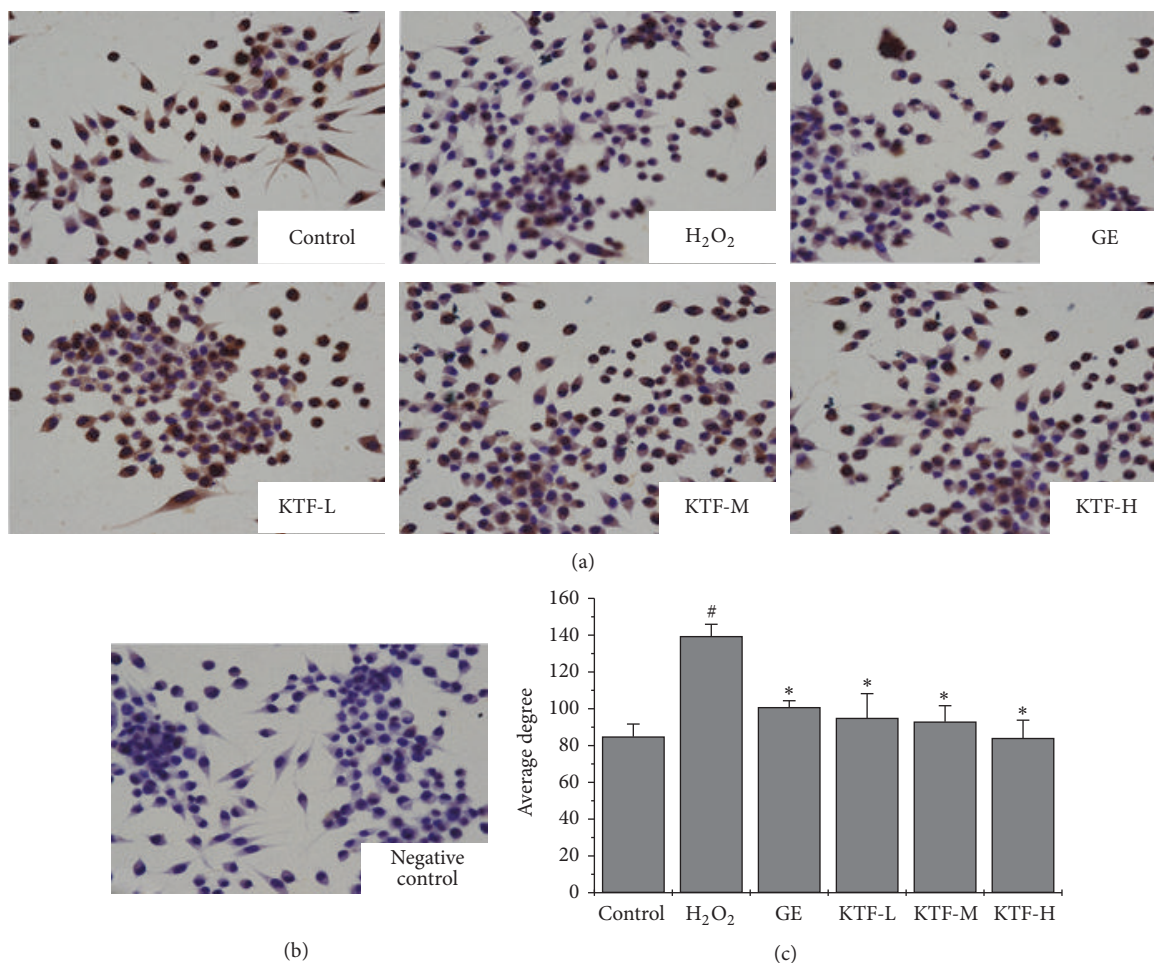 Control
H₂O₂
GE
KTF-L
KTF-M
KTF-H
(a)
Negative
control
(b)
Average degree
160
140
120
100
80
60
40
20
0
#
*
*
*
*
Control
H₂O₂
GE
KTF-L
KTF-M
KTF-H
(c)